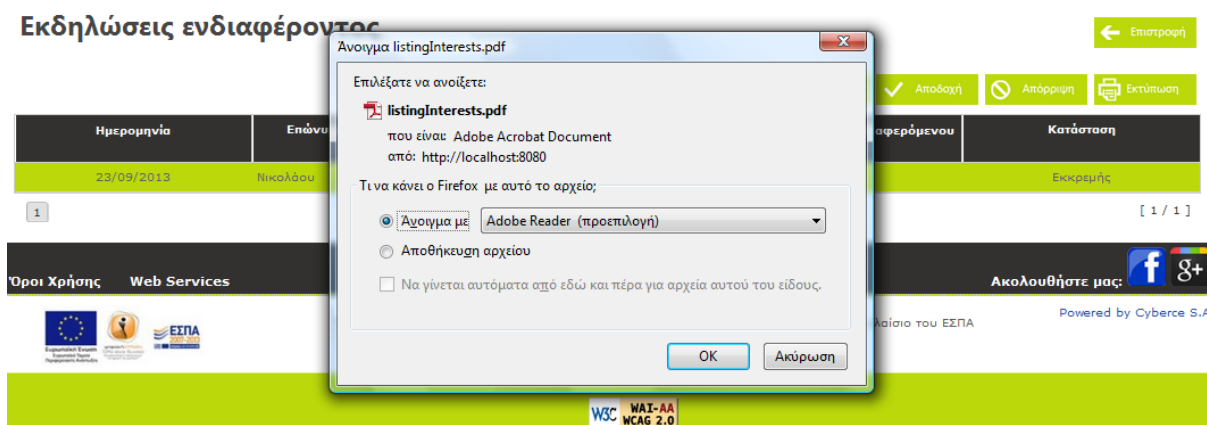 Εκδηλώσεις ενδιαφέροντος
Επιστροφή
Αποδοχή Απόρριψη Εκτύπωση
Ημερομηνία Επώνυ αφερόμενου Κατάσταση
23/09/2013 Νικολάου Εκκρεμής
1 [ 1 / 1 ]
Άνοιγμα listingInterests.pdf
Επιλέξατε να ανοίξετε:
listingInterests.pdf
που είναι: Adobe Acrobat Document
από: http://localhost:8080
Τι να κάνει ο Firefox με αυτό το αρχείο;
Άνοιγμα με Adobe Reader (προεπιλογή)
Αποθήκευση αρχείου
Να γίνεται αυτόματα από εδώ και πέρα για αρχεία αυτού του είδους.
OK Ακύρωση
Όροι Χρήσης Web Services Ακολουθήστε μας: f g+
Ευρωπαϊκή Ένωση
ΕΣΠΑ
2007-2013
λαίσιο του ΕΣΠΑ Powered by Cyberce S.A
W3C WAI-AA
WCAG 2.0